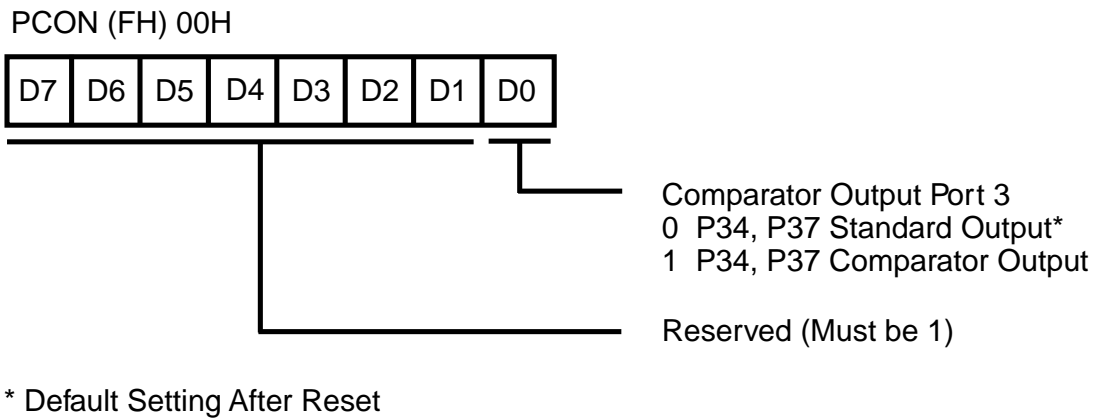 PCON (FH) 00H
D7 D6 D5 D4 D3 D2 D1 D0
Comparator Output Port 3
0 P34, P37 Standard Output*
1 P34, P37 Comparator Output
Reserved (Must be 1)
* Default Setting After Reset